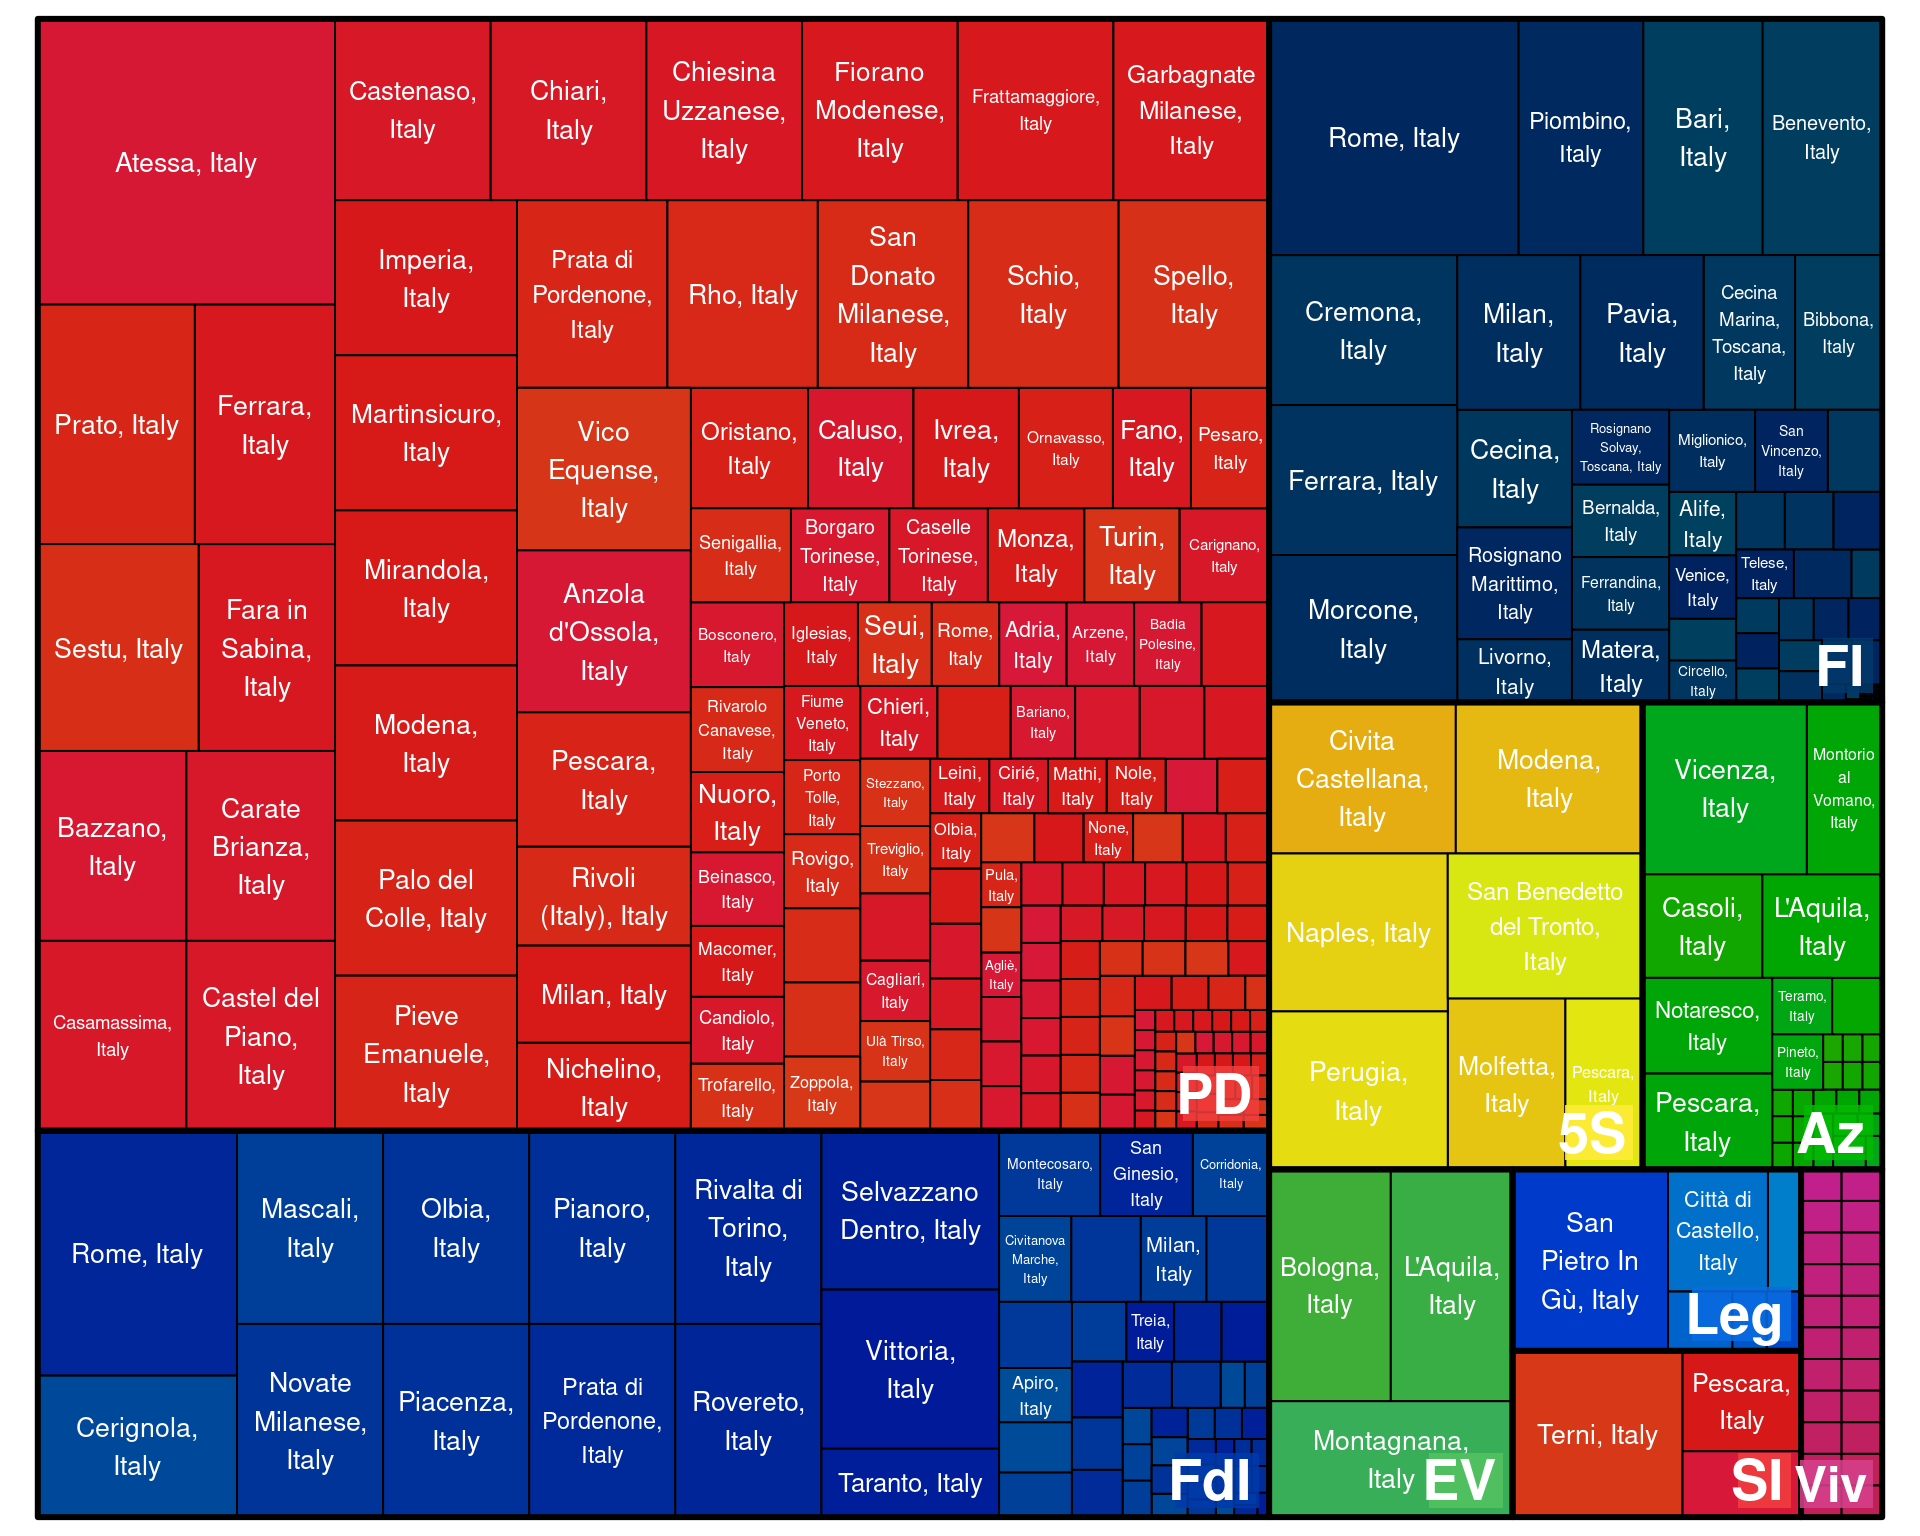 Atessa, Italy
Castenaso,
Italy
Chiari,
Italy
Chiesina
Uzzanese,
Italy
Fiorano
Modenese,
Italy
Frattamaggiore,
Italy
Garbagnate
Milanese,
Italy
Imperia,
Italy
Prata di
Pordenone,
Italy
Rho, Italy
San
Donato
Milanese,
Italy
Schio,
Italy
Spello,
Italy
Prato, Italy
Ferrara,
Italy
Martinsicuro,
Italy
Vico
Equense,
Italy
Oristano,
Italy
Caluso,
Italy
Ivrea,
Italy
Ornavasso,
Italy
Fano,
Italy
Pesaro,
Italy
Mirandola,
Italy
Anzola
d'Ossola,
Italy
Senigallia,
Italy
Borgaro
Torinese,
Italy
Caselle
Torinese,
Italy
Monza,
Italy
Turin,
Italy
Carignano,
Italy
Sestu, Italy
Fara in
Sabina,
Italy
Bosconero,
Italy
Iglesias,
Italy
Seui,
Italy
Rome,
Italy
Adria,
Italy
Arzene,
Italy
Badia
Polesine,
Italy
Modena,
Italy
Pescara,
Italy
Rivarolo
Canavese,
Italy
Fiume
Veneto,
Italy
Chieri,
Italy
Bariano,
Italy
Bazzano,
Italy
Carate
Brianza,
Italy
Nuoro,
Italy
Porto
Tolle,
Italy
Stezzano,
Italy
Leinì,
Italy
Cirié,
Italy
Mathi,
Italy
Nole,
Italy
Olbia,
Italy
None,
Italy
Palo del
Colle, Italy
Rivoli
(Italy), Italy
Beinasco,
Italy
Rovigo,
Italy
Treviglio,
Italy
Pula,
Italy
Casamassima,
Italy
Castel del
Piano,
Italy
Pieve
Emanuele,
Italy
Milan, Italy
Macomer,
Italy
Cagliari,
Italy
Agliè,
Italy
Nichelino,
Italy
Candiolo,
Italy
Ulà Tirso,
Italy
Trofarello,
Italy
Zoppola,
Italy
PD
Rome, Italy
Piombino,
Italy
Bari,
Italy
Benevento,
Italy
Cremona,
Italy
Milan,
Italy
Pavia,
Italy
Cecina
Marina,
Toscana,
Italy
Bibbona,
Italy
Ferrara, Italy
Cecina,
Italy
Rosignano
Solvay,
Toscana, Italy
Miglionico,
Italy
San
Vincenzo,
Italy
Bernalda,
Italy
Alife,
Italy
Morcone,
Italy
Rosignano
Marittimo,
Italy
Ferrandina,
Italy
Venice,
Italy
Telese,
Italy
Livorno,
Italy
Matera,
Italy
Circello,
Italy
FI
Civita
Castellana,
Italy
Modena,
Italy
Naples, Italy
San Benedetto
del Tronto,
Italy
Perugia,
Italy
Molfetta,
Italy
Pescara,
Italy
5S
Vicenza,
Italy
Montorio
al
Vomano,
Italy
Casoli,
Italy
L'Aquila,
Italy
Notaresco,
Italy
Teramo,
Italy
Pineto,
Italy
Pescara,
Italy
Az
Rome, Italy
Mascali,
Italy
Olbia,
Italy
Pianoro,
Italy
Rivalta di
Torino,
Italy
Selvazzano
Dentro, Italy
Montecosaro,
Italy
San
Ginesio,
Italy
Corridonia,
Italy
Civitanova
Marche,
Italy
Milan,
Italy
Cerignola,
Italy
Novate
Milanese,
Italy
Piacenza,
Italy
Prata di
Pordenone,
Italy
Rovereto,
Italy
Vittoria,
Italy
Treia,
Italy
Apiro,
Italy
Taranto, Italy
FdI
Bologna,
Italy
L'Aquila,
Italy
Montagnana,
Italy
EV
San
Pietro In
Gù, Italy
Città di
Castello,
Italy
Leg
Terni, Italy
Pescara,
Italy
SI
Viv